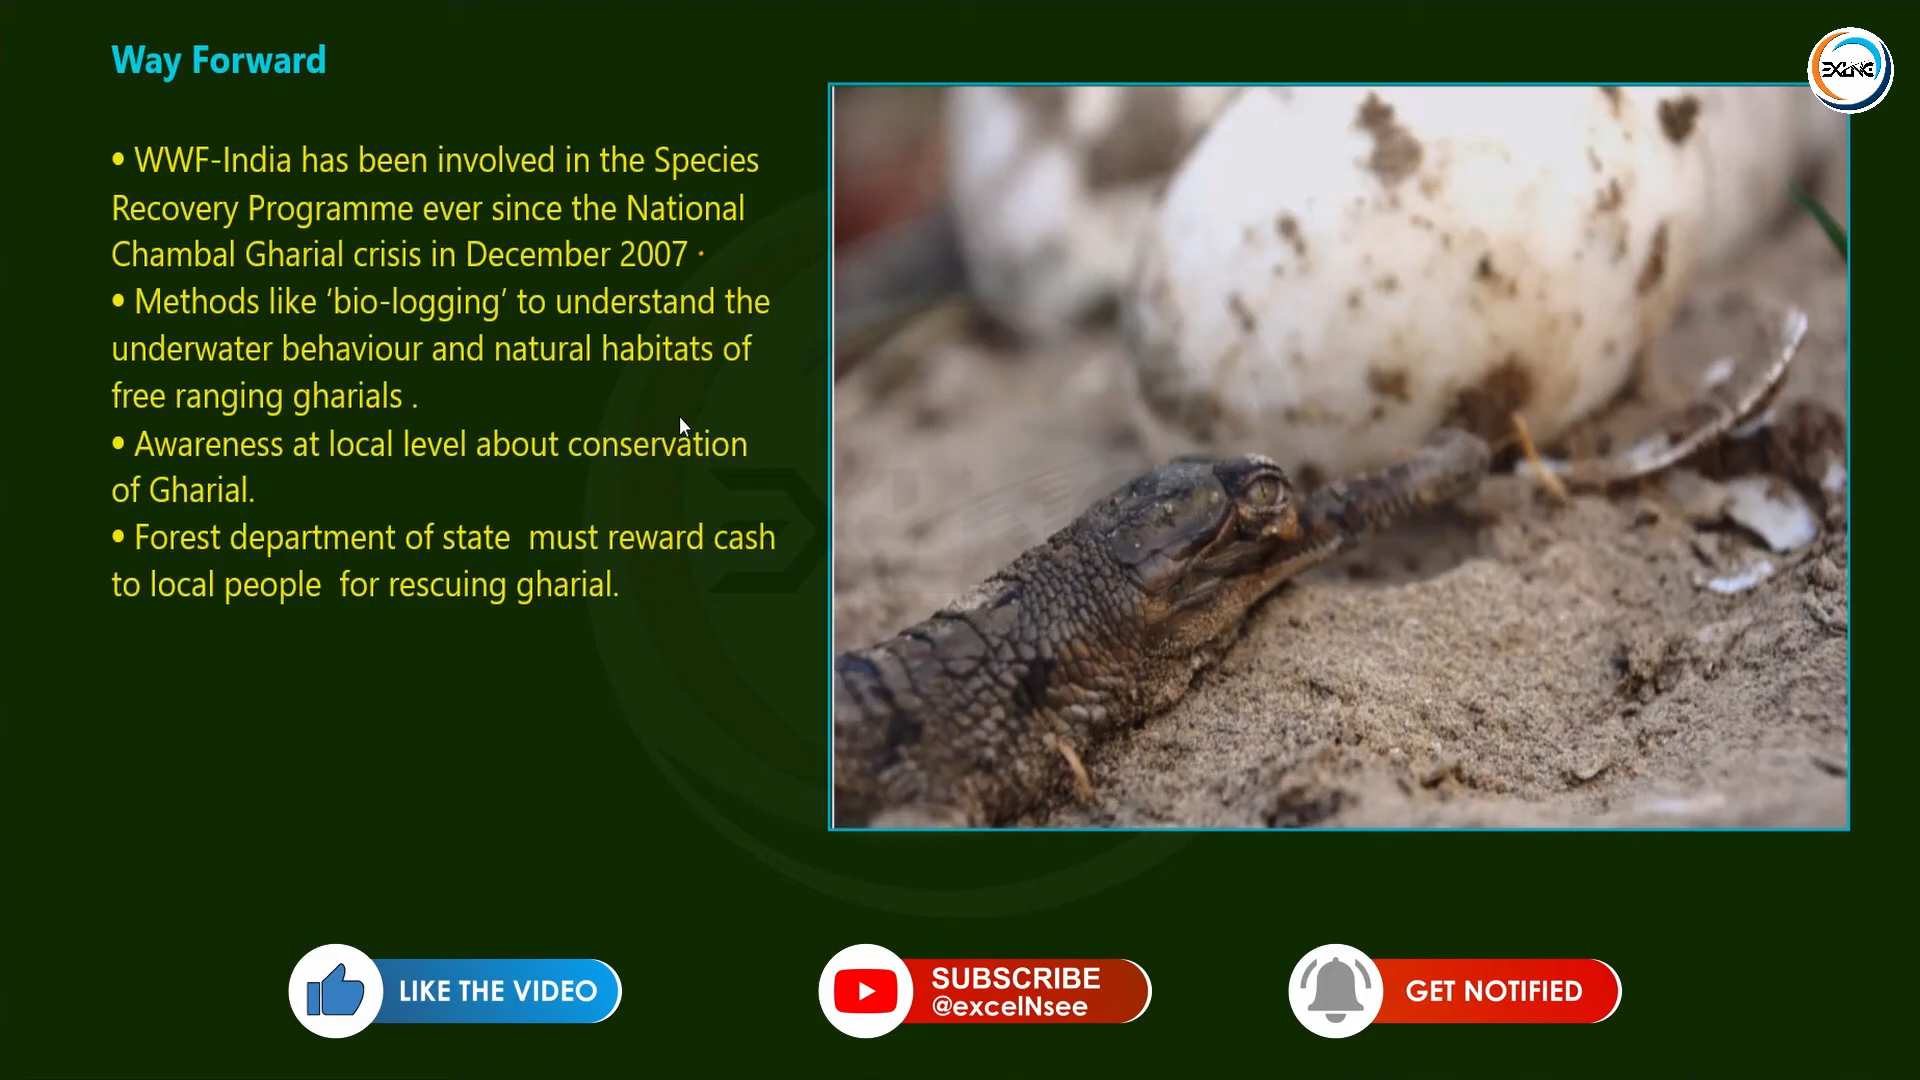 Way Forward
• WWF-India has been involved in the Species
Recovery Programme ever since the National
Chambal Gharial crisis in December 2007 ·
• Methods like ‘bio-logging’ to understand the
underwater behaviour and natural habitats of
free ranging gharials .
• Awareness at local level about conservation
of Gharial.
• Forest department of state  must reward cash
to local people  for rescuing gharial.
LIKE THE VIDEO
SUBSCRIBE
@excelNsee
GET NOTIFIED